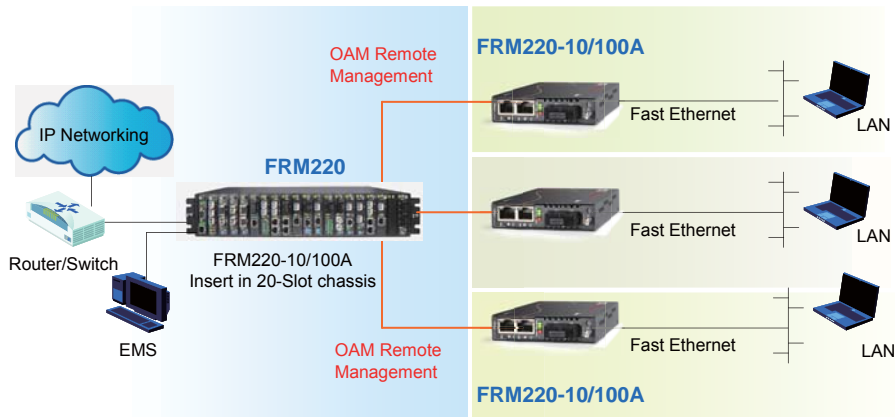 OAM Remote
Management
FRM220-10/100A
IP Networking
Fast Ethernet
LAN
FRM220
Router/Switch
FRM220-10/100A
Insert in 20-Slot chassis
Fast Ethernet
LAN
EMS
OAM Remote
Management
Fast Ethernet
LAN
FRM220-10/100A